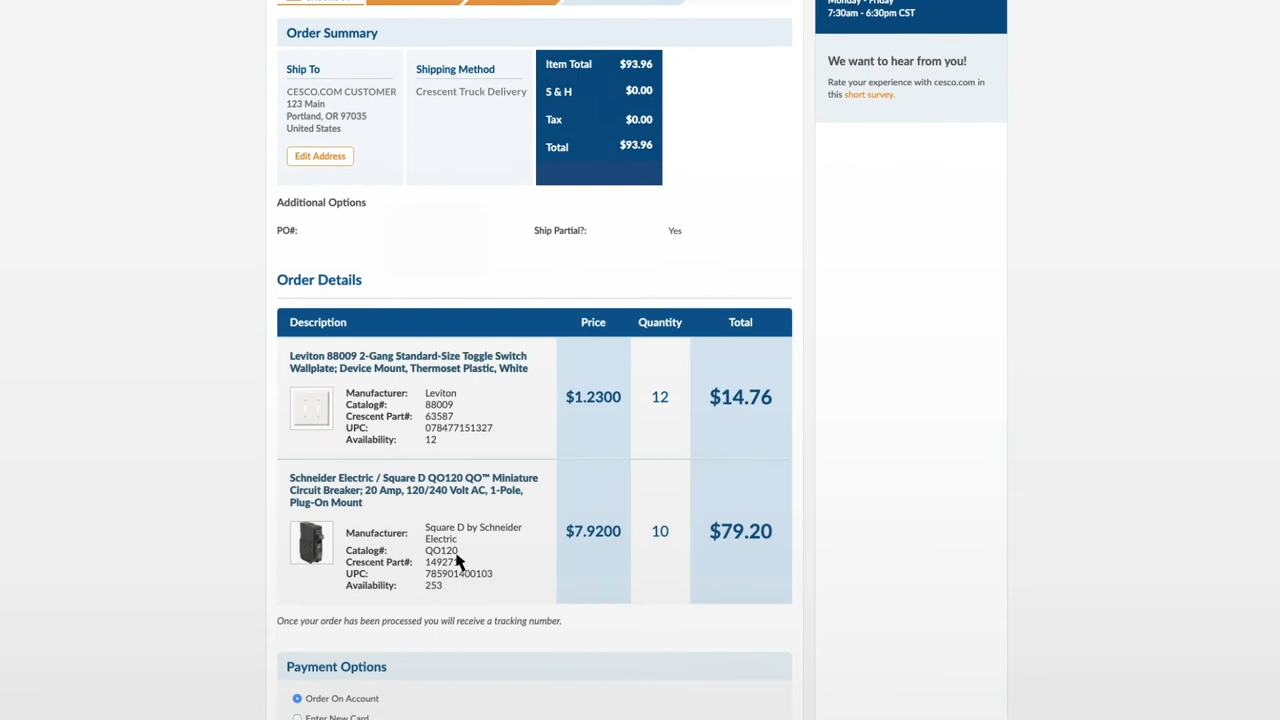 Monday - Friday
7:30am - 6:30pm CST
We want to hear from you!
Rate your experience with cesco.com in
this short survey.
Order Summary
Ship To
CESCO.COM CUSTOMER
123 Main
Portland, OR 97035
United States
Edit Address
Shipping Method
Crescent Truck Delivery
Item Total $93.96
S & H $0.00
Tax $0.00
Total $93.96
Additional Options
PO#: Ship Partial?: Yes
Order Details
Description Price Quantity Total
Leviton 88009 2-Gang Standard-Size Toggle Switch
Wallplate; Device Mount, Thermoset Plastic, White
Manufacturer: Leviton
Catalog#: 88009
Crescent Part#: 63587
UPC: 078477151327
Availability: 12
$1.2300 12 $14.76
Schneider Electric / Square D QO120 QO™ Miniature
Circuit Breaker; 20 Amp, 120/240 Volt AC, 1-Pole,
Plug-On Mount
Manufacturer: Square D by Schneider
Electric
Catalog#: QO120
Crescent Part#:
UPC: 785901400103
Availability: 253
$7.9200 10 $79.20
Once your order has been processed you will receive a tracking number.
Payment Options
Order On Account
Enter New Card